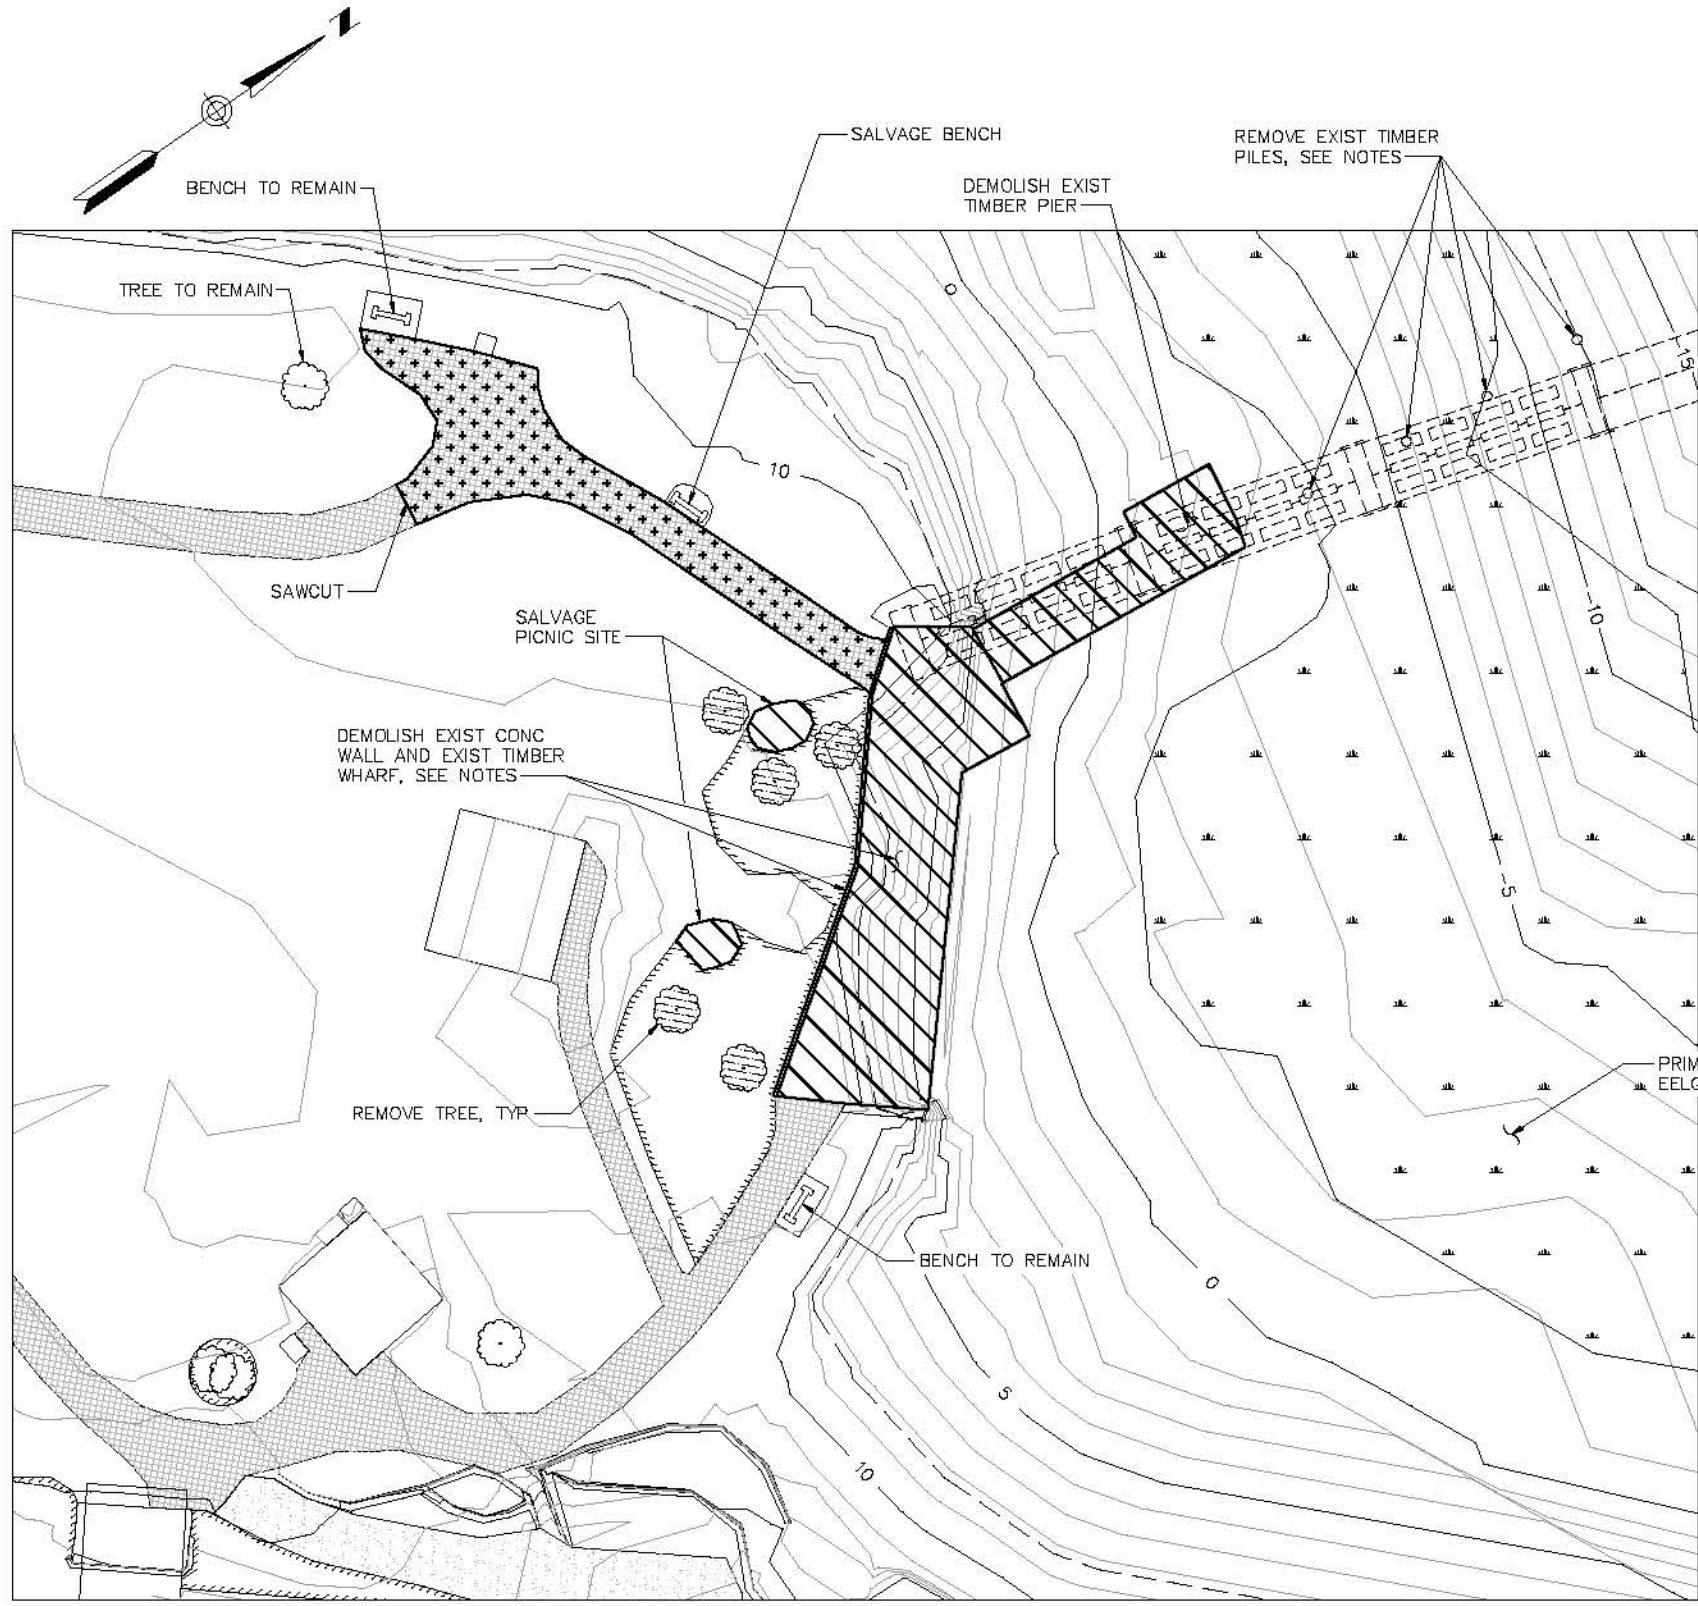 N
SALVAGE BENCH
REMOVE EXIST TIMBER
PILES, SEE NOTES
BENCH TO REMAIN
DEMOLISH EXIST
TIMBER PIER
TREE TO REMAIN
-15
10
SAWCUT
SALVAGE
PICNIC SITE
-10
DEMOLISH EXIST CONC
WALL AND EXIST TIMBER
WHARF, SEE NOTES
-5
PRIM
EELG
REMOVE TREE, TYP
BENCH TO REMAIN
0
5
10